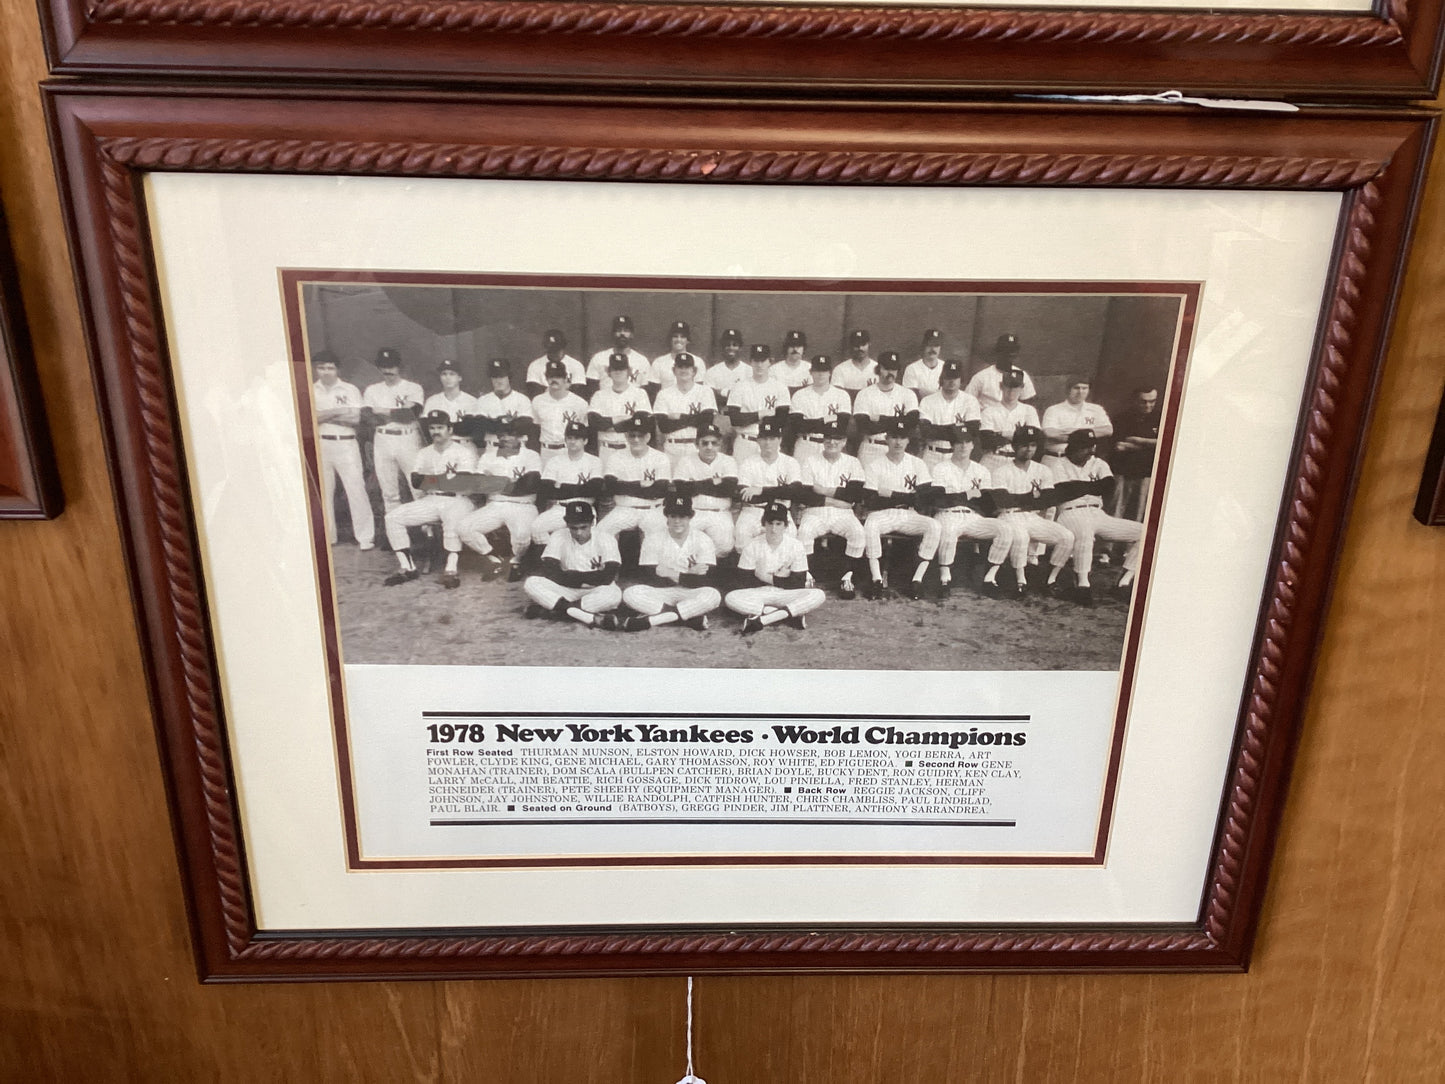 1978 New York Yankees · World Champions
First Row Seated THURMAN MUNSON, ELSTON HOWARD, DICK HOWSER, BOB LEMON, YOGI BERRA, ART
FOWLER, CLYDE KING, GENE MICHAEL, GARY THOMASSON, ROY WHITE, ED FIGUEROA. ■ Second Row GENE
MONAHAN (TRAINER), DOM SCALA (BULLPEN CATCHER), BRIAN DOYLE, BUCKY DENT, RON GUIDRY, KEN CLAY,
LARRY McCALL, JIM BEATTIE, RICH GOSSAGE, DICK TIDROW, LOU PINIELLA, FRED STANLEY, HERMAN
SCHNEIDER (TRAINER), PETE SHEEHY (EQUIPMENT MANAGER). ■ Back Row REGGIE JACKSON, CLIFF
JOHNSON, JAY JOHNSTONE, WILLIE RANDOLPH, CATFISH HUNTER, CHRIS CHAMBLISS, PAUL LINDBLAD,
PAUL BLAIR. ■ Seated on Ground (BATBOYS), GREGG PINDER, JIM PLATTNER, ANTHONY SARRANDREA.